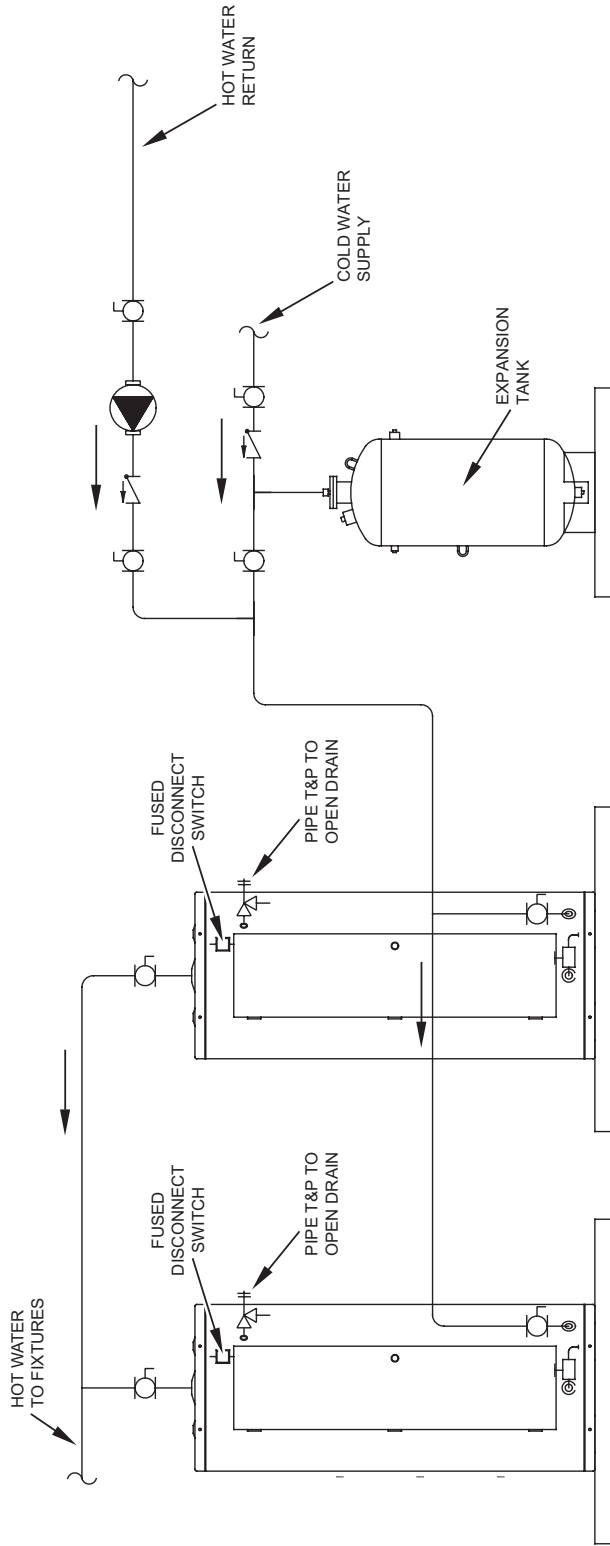 HOT WATER
TO FIXTURES
FUSED
DISCONNECT
SWITCH
PIPE T&P TO
OPEN DRAIN
FUSED
DISCONNECT
SWITCH
PIPE T&P TO
OPEN DRAIN
EXPANSION
TANK
COLD WATER
SUPPLY
HOT WATER
RETURN